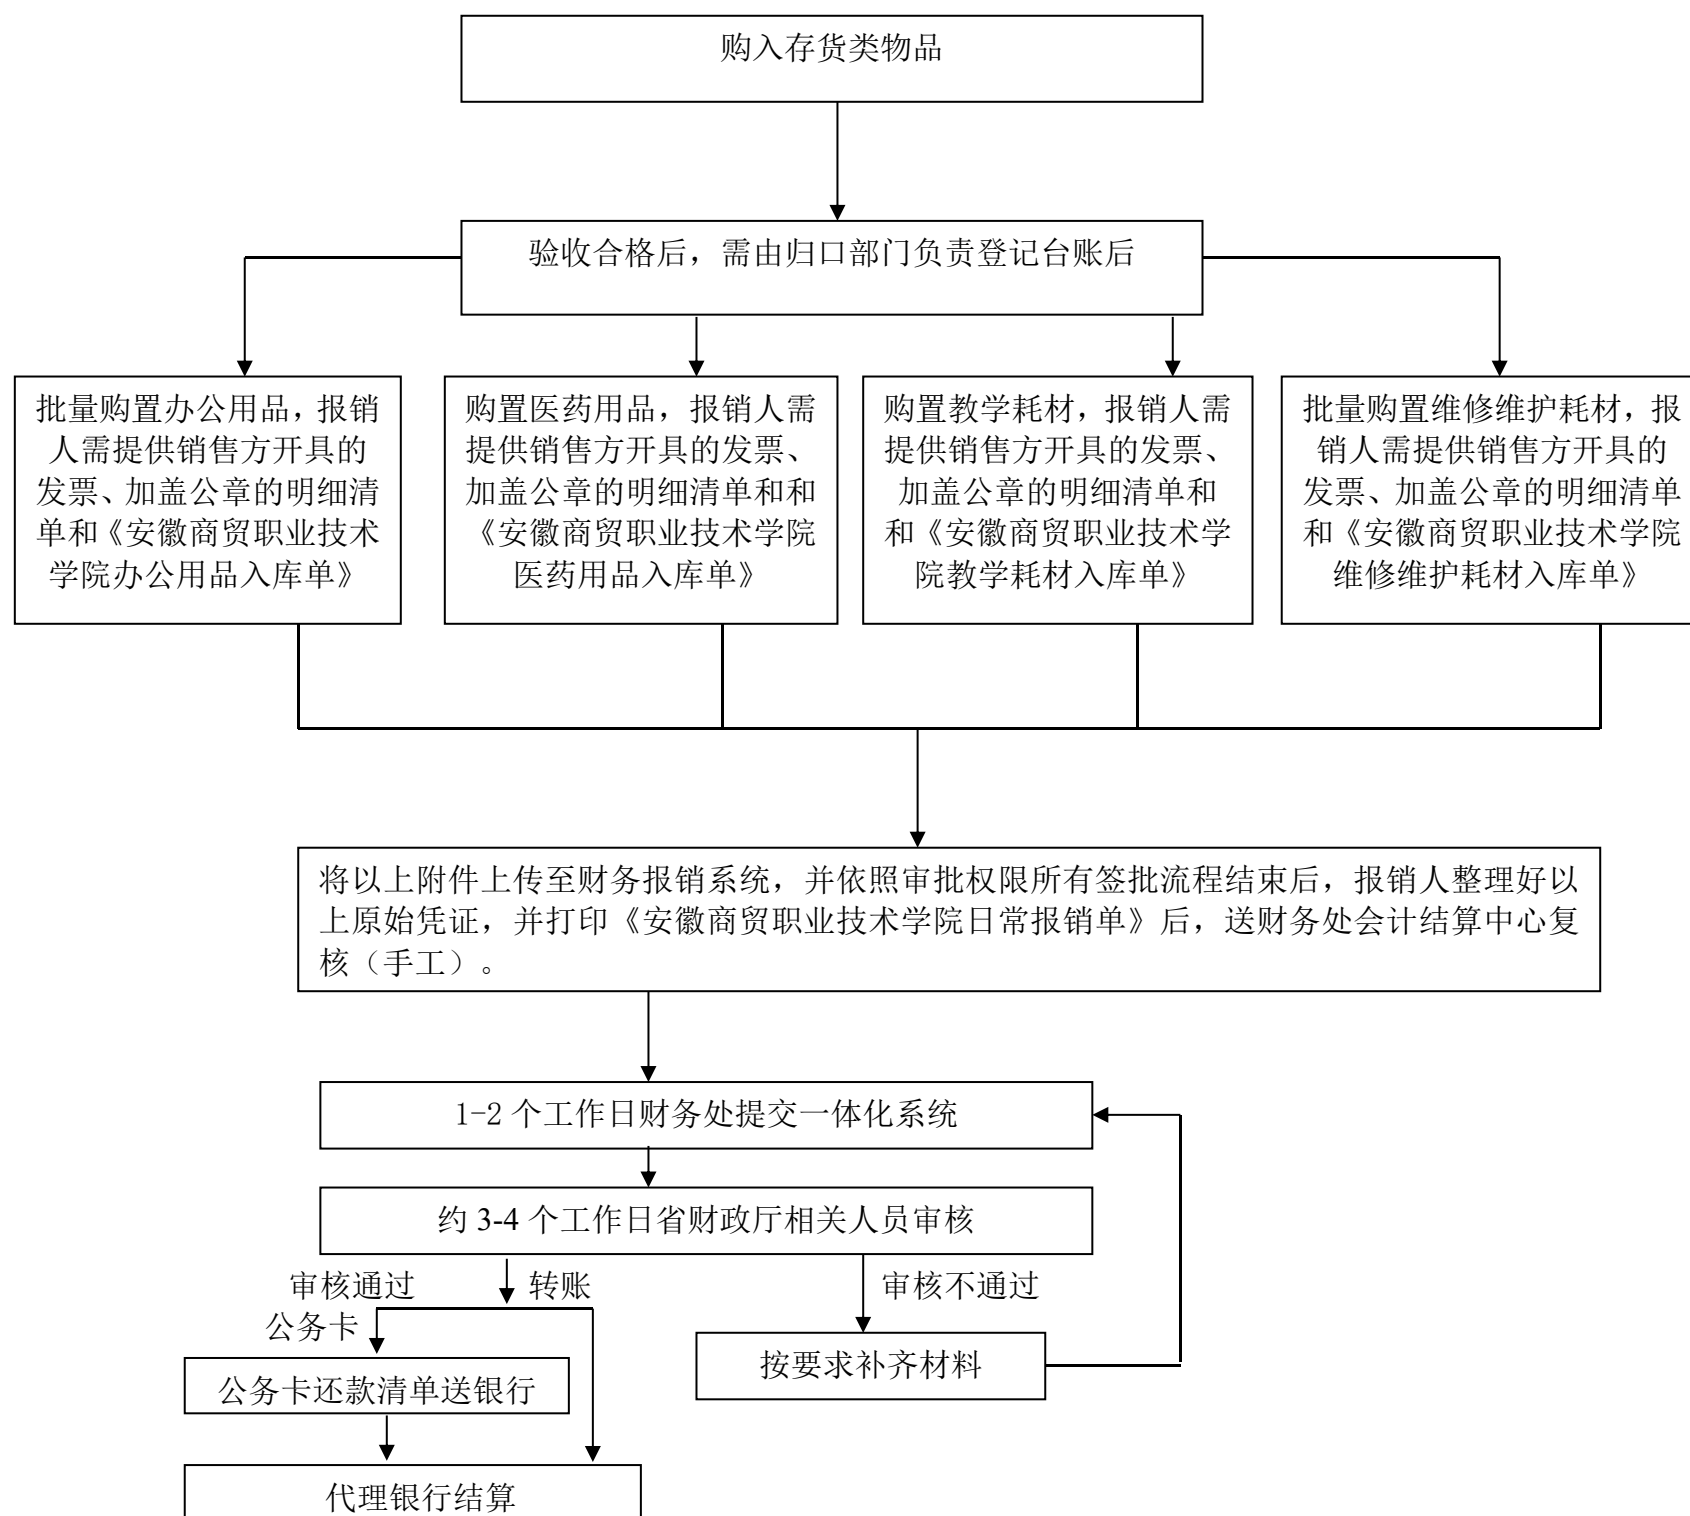 购入存货类物品
验收合格后，需由归口部门负责登记台账后
批量购置办公用品，报销
人需提供销售方开具的
发票、加盖公章的明细清
单和《安徽商贸职业技术
学院办公用品入库单》
购置医药用品，报销人需
提供销售方开具的发票、
加盖公章的明细清单和和
《安徽商贸职业技术学院
医药用品入库单》
购置教学耗材，报销人需
提供销售方开具的发票、
加盖公章的明细清单和
和《安徽商贸职业技术学
院教学耗材入库单》
批量购置维修维护耗材，报
销人需提供销售方开具的
发票、加盖公章的明细清单
和《安徽商贸职业技术学院
维修维护耗材入库单》
将以上附件上传至财务报销系统，并依照审批权限所有签批流程结束后，报销人整理好以
上原始凭证，并打印《安徽商贸职业技术学院日常报销单》后，送财务处会计结算中心复
核（手工）。
1-2 个工作日财务处提交一体化系统
约 3-4 个工作日省财政厅相关人员审核
审核通过
转账
审核不通过
公务卡
按要求补齐材料
公务卡还款清单送银行
代理银行结算